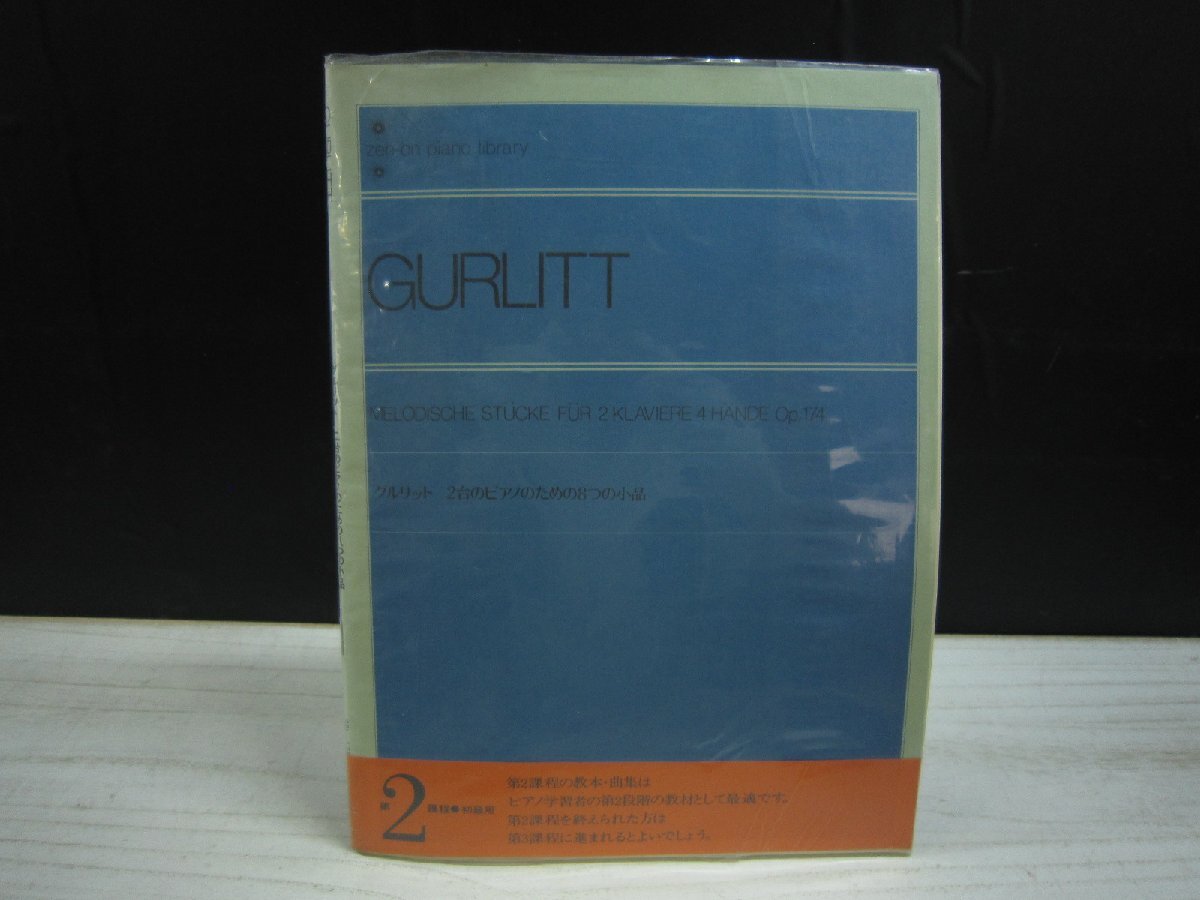 zen-on piano library
GURLITT
MELODISCHE STÜCKE FÜR 2 KLAVIERE 4 HÄNDE Op.174
グルリット 2台のピアノのための8つの小品
第2課程●初級用
第2課程の教本・曲集は
ピアノ学習者の第2段階の教材として最適です。
第2課程を終えられた方は
第3課程に進まれるとよいでしょう。